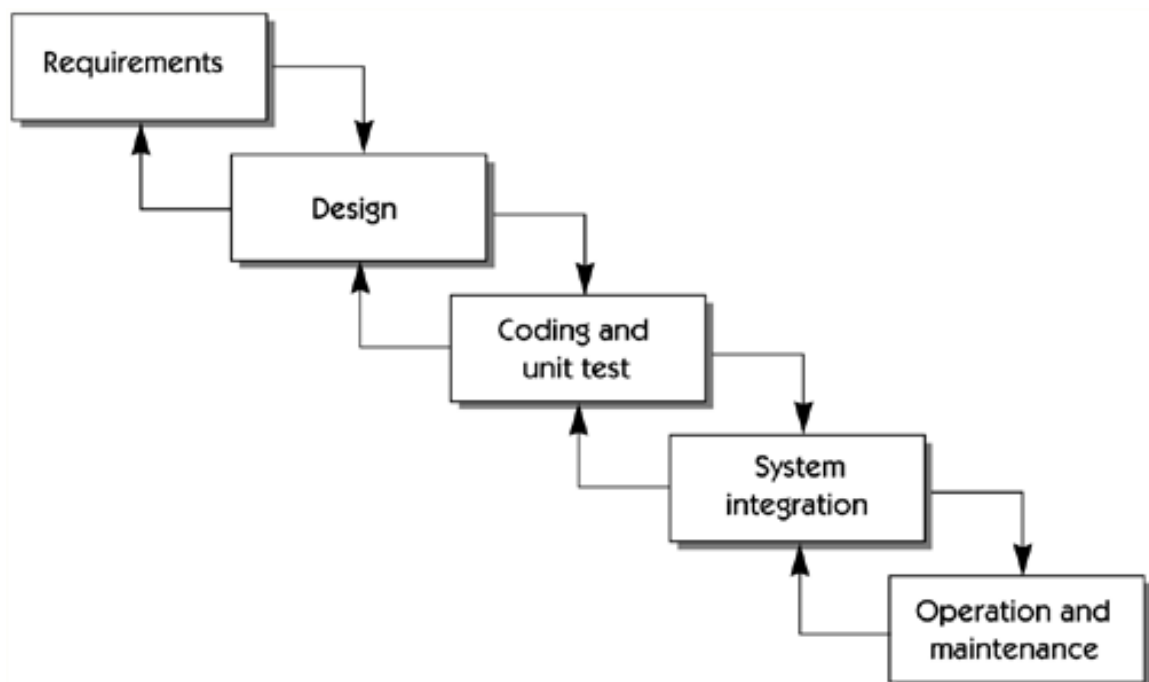 Requirements
Design
Coding and
unit test
System
integration
Operation and
maintenance